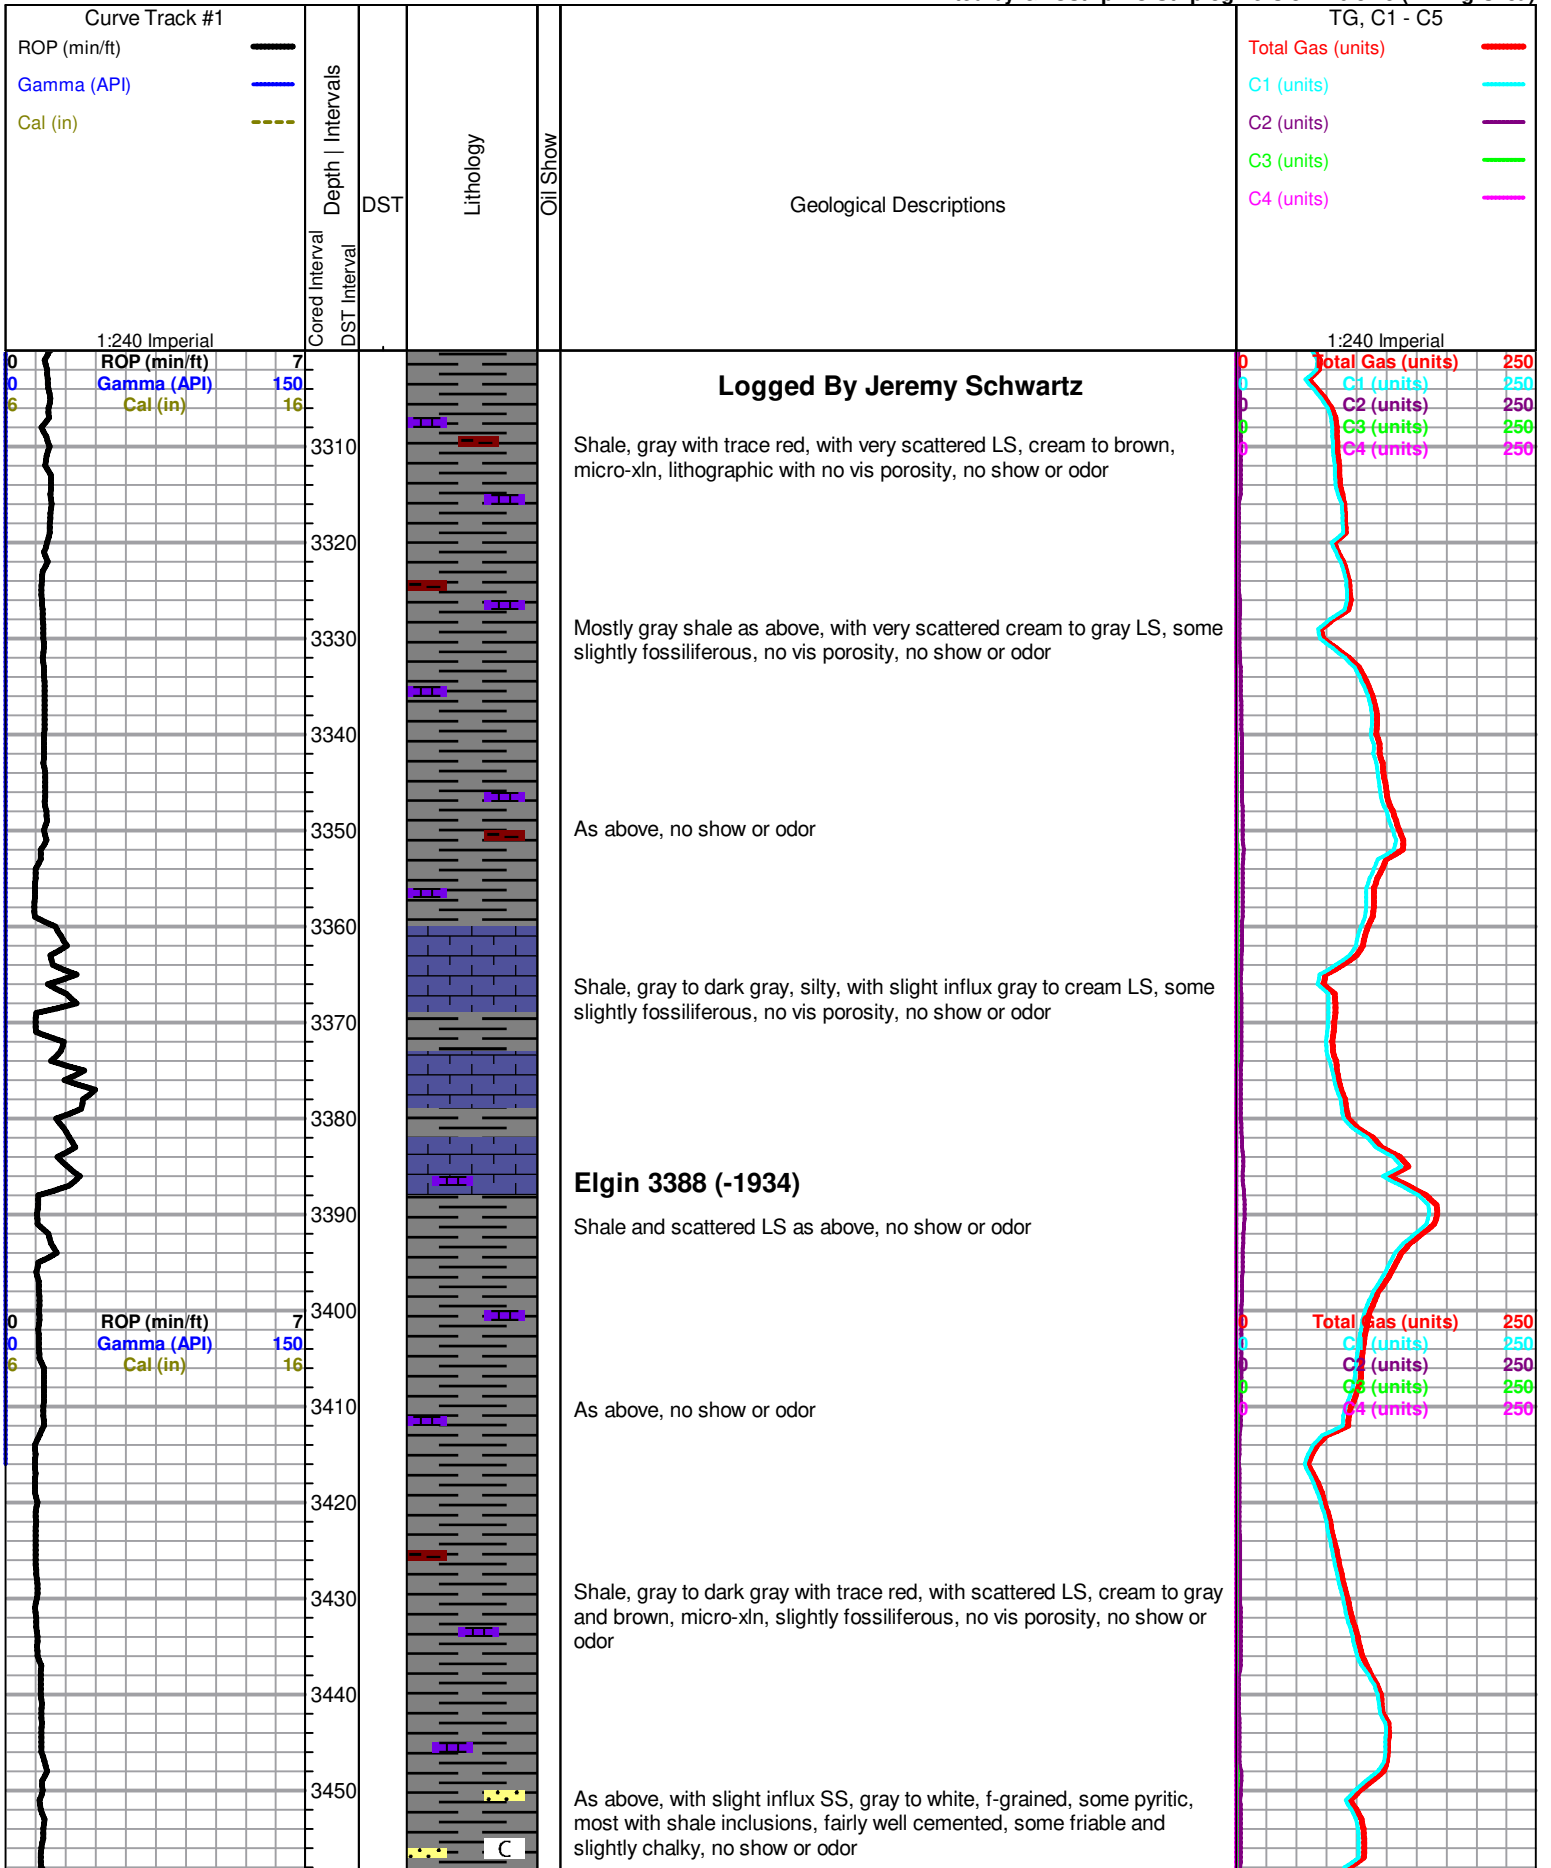 Curve Track #1
ROP (min/ft)
Gamma (API)
Cal (in)
1:240 Imperial
Depth | Intervals
Cored Interval
DST Interval
DST
Lithology
Oil Show
Geological Descriptions
TG, C1 - C5
Total Gas (units)
C1 (units)
C2 (units)
C3 (units)
C4 (units)
1:240 Imperial
0 ROP (min/ft) 7
0 Gamma (API) 150
6 Cal (in) 16
0 Total Gas (units) 250
0 C1 (units) 250
0 C2 (units) 250
0 C3 (units) 250
0 C4 (units) 250
Logged By Jeremy Schwartz
3310
Shale, gray with trace red, with very scattered LS, cream to brown,
micro-xln, lithographic with no vis porosity, no show or odor
3320
3330
Mostly gray shale as above, with very scattered cream to gray LS, some
slightly fossiliferous, no vis porosity, no show or odor
3340
3350
As above, no show or odor
3360
3370
Shale, gray to dark gray, silty, with slight influx gray to cream LS, some
slightly fossiliferous, no vis porosity, no show or odor
3380
Elgin 3388 (-1934)
3390
Shale and scattered LS as above, no show or odor
3400
0 ROP (min/ft) 7
0 Gamma (API) 150
6 Cal (in) 16
0 Total Gas (units) 250
0 C1 (units) 250
0 C2 (units) 250
0 C3 (units) 250
0 C4 (units) 250
3410
As above, no show or odor
3420
3430
Shale, gray to dark gray with trace red, with scattered LS, cream to gray
and brown, micro-xln, slightly fossiliferous, no vis porosity, no show or
odor
3440
3450
As above, with slight influx SS, gray to white, f-grained, some pyritic,
most with shale inclusions, fairly well cemented, some friable and
slightly chalky, no show or odor
C